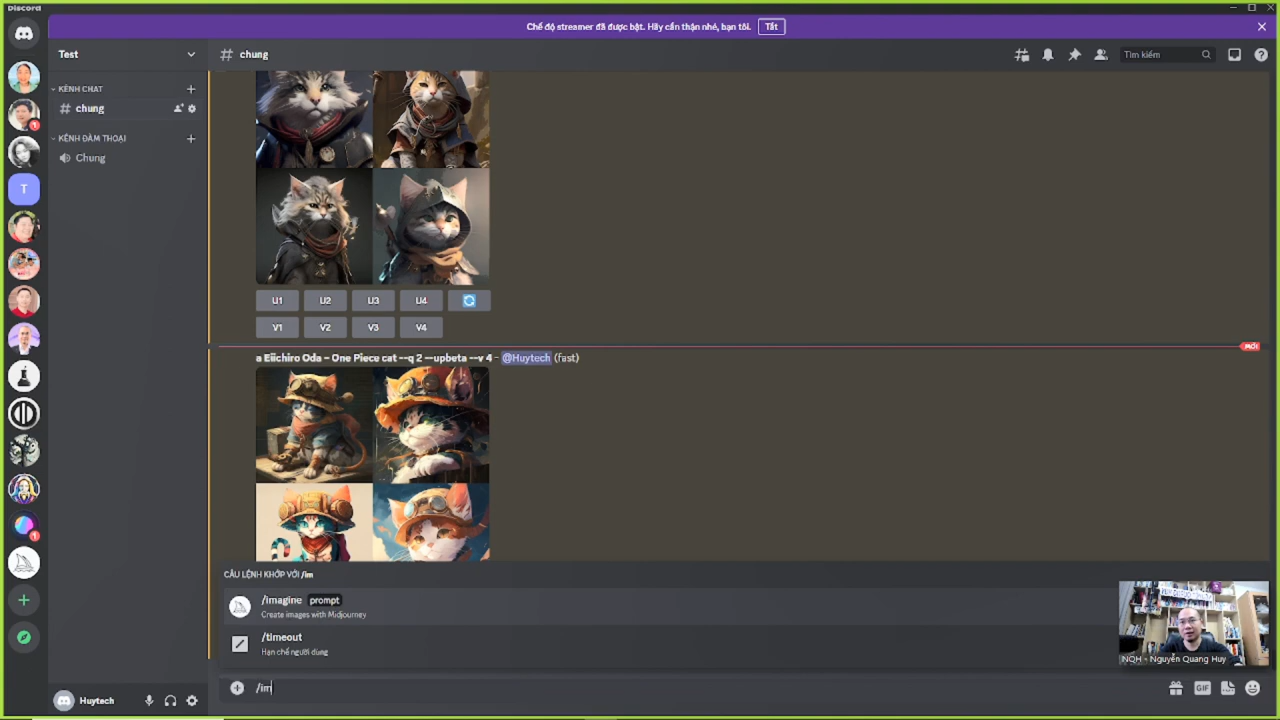 Discord
Chế độ streamer đã được bật. Hãy cẩn thận nhé, bạn tôi.
Tắt
Test
chung
Tìm kiếm
KÊNH CHAT
chung
KÊNH ĐÀM THOẠI
Chung
1
T
1
U1
U2
U3
U4
V1
V2
V3
V4
MỚI
a Eiichiro Oda – One Piece cat --q 2 --upbeta --v 4 - @Huytech (fast)
CÂU LỆNH KHỚP VỚI /im
/imagine prompt
Create images with Midjourney
/timeout
Hạn chế người dùng
NQH - Nguyễn Quang Huy
/im
GIF
Huytech